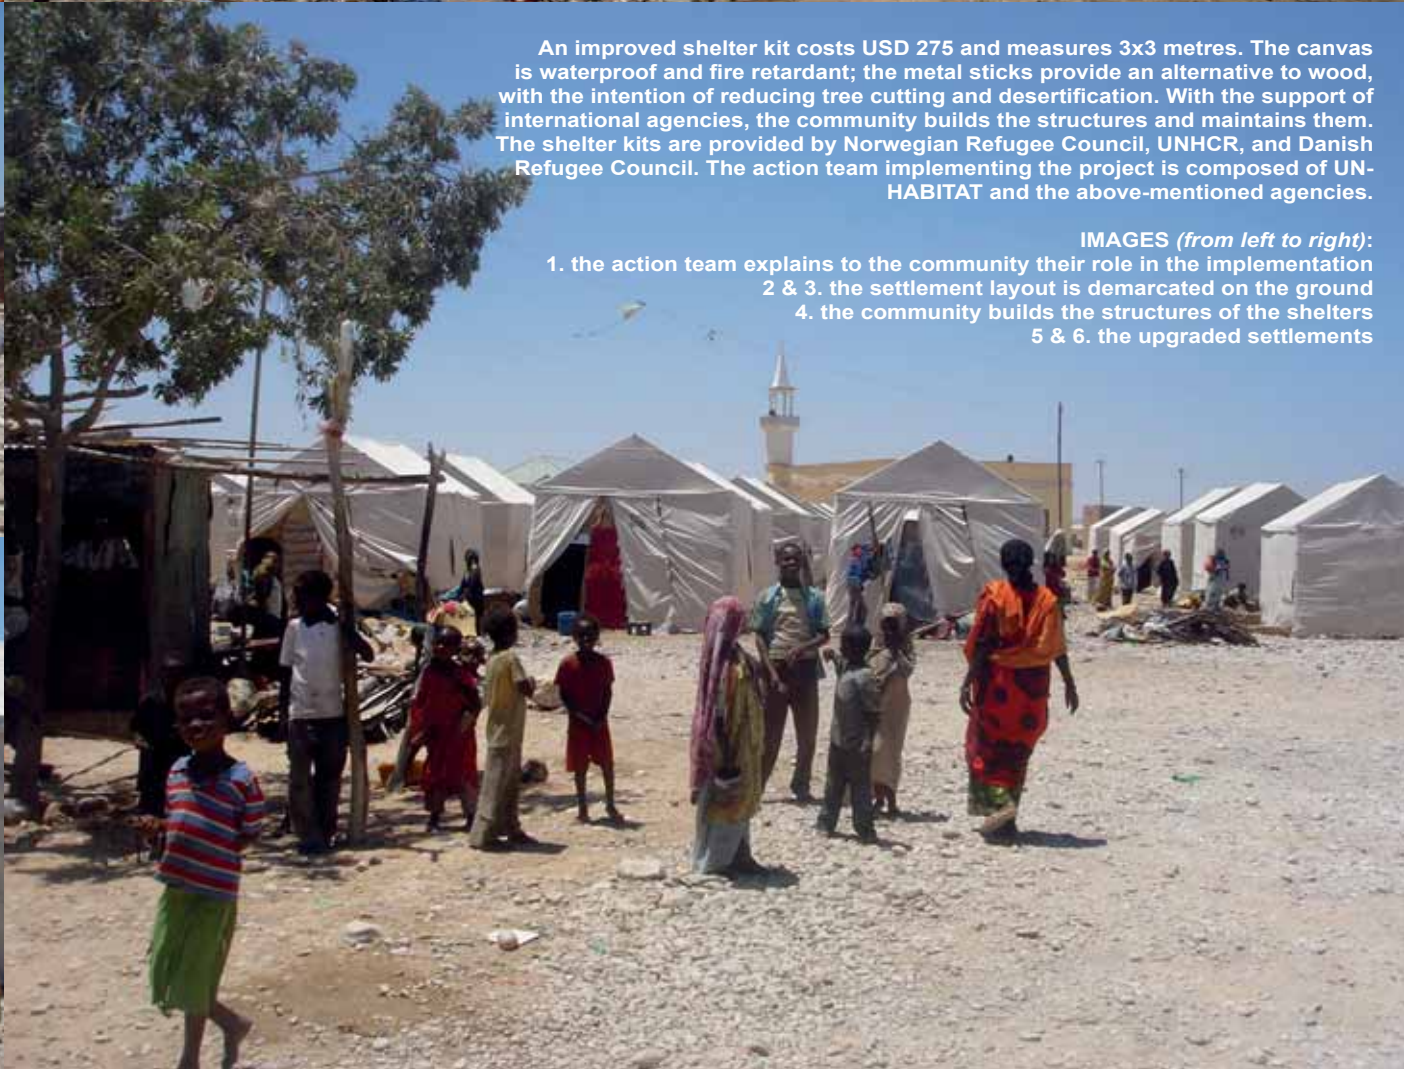 An improved shelter kit costs USD 275 and measures 3x3 metres. The canvas
is waterproof and fire retardant; the metal sticks provide an alternative to wood,
with the intention of reducing tree cutting and desertification. With the support of
international agencies, the community builds the structures and maintains them.
The shelter kits are provided by Norwegian Refugee Council, UNHCR, and Danish
Refugee Council. The action team implementing the project is composed of UN-
HABITAT and the above-mentioned agencies.
IMAGES (from left to right):
1. the action team explains to the community their role in the implementation
2 & 3. the settlement layout is demarcated on the ground
4. the community builds the structures of the shelters
5 & 6. the upgraded settlements